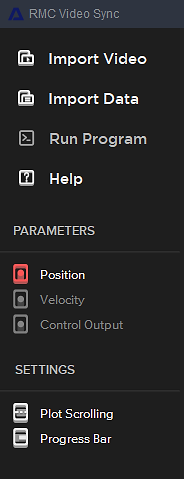 RMC Video Sync
Import Video
Import Data
Run Program
Help
PARAMETERS
Position
Velocity
Control Output
SETTINGS
Plot Scrolling
Progress Bar